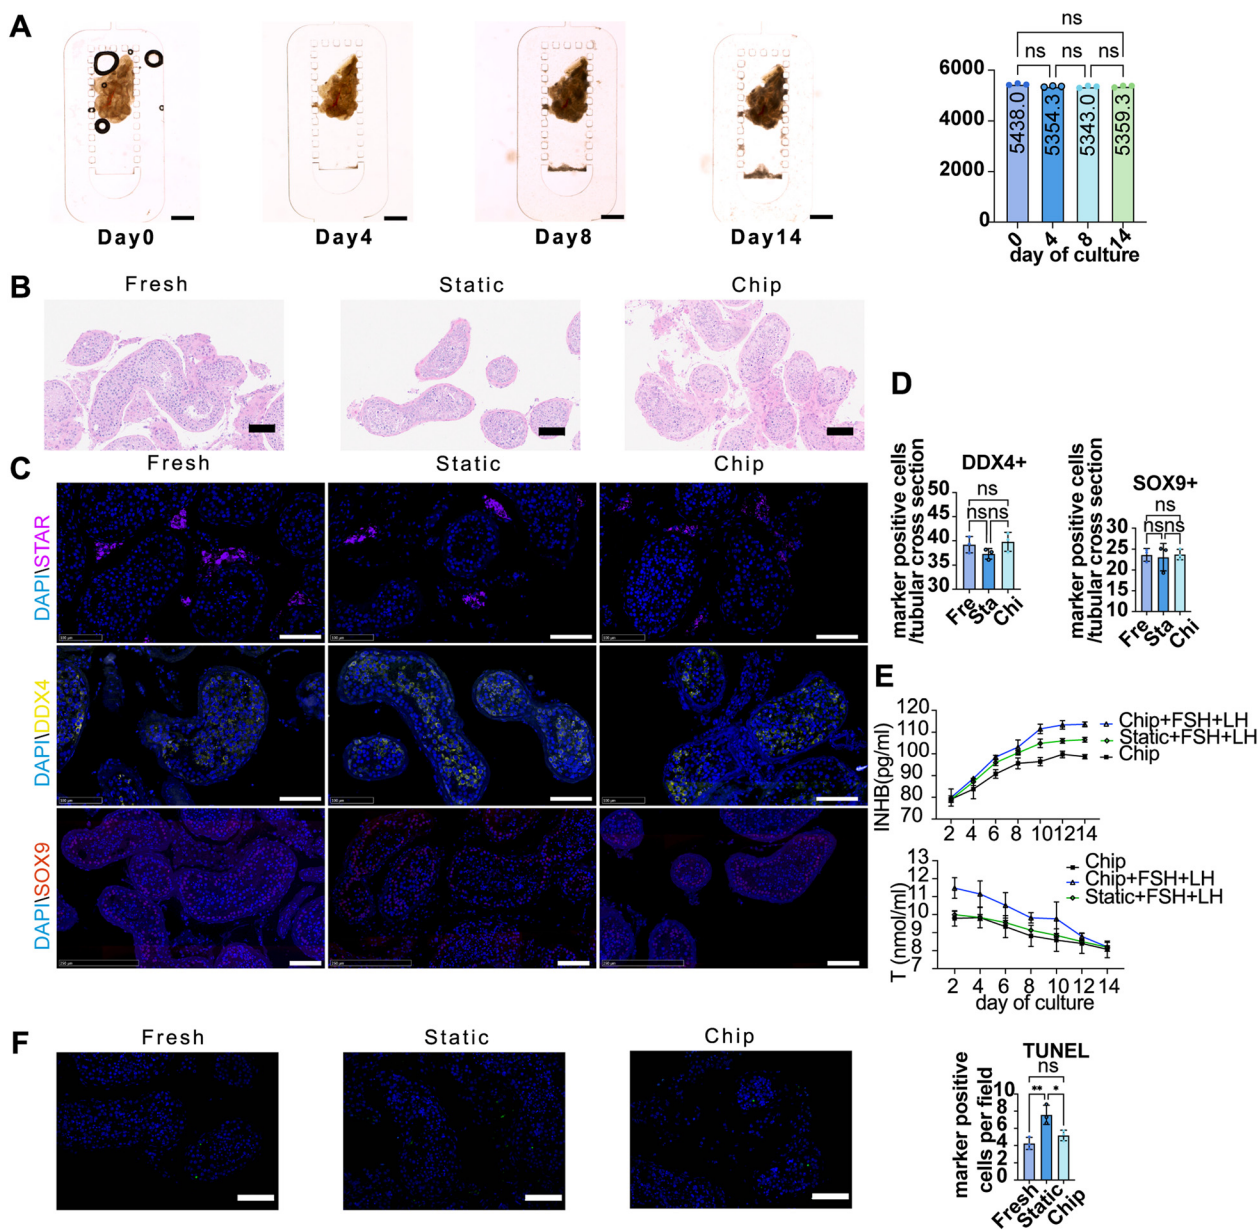 A
Day0
Day4
Day8
Day14
ns
ns ns ns
6000
4000
2000
0
5438.0
5354.3
5343.0
5359.3
0 4 8 14
day of culture
B
Fresh Static Chip
C
Fresh Static Chip
DAPI\STAR
DAPI\DDX4
DAPI\SOX9
D
DDX4+
marker positive cells
/tubular cross section
50
45
40
35
30
ns
ns ns
Fre Sta Chi
SOX9+
marker positive cells
/tubular cross section
30
25
20
15
10
ns
ns ns
Fre Sta Chi
E
INHB(pg/ml)
120
110
100
90
80
70
2 4 6 8 10 12 14
Chip+FSH+LH
Static+FSH+LH
Chip
T (nmol/ml)
13
12
11
10
9
8
7
2 4 6 8 10 12 14
day of culture
Chip
Chip+FSH+LH
Static+FSH+LH
F
Fresh Static Chip
TUNEL
marker positive
cells per field
10
8
6
4
2
0
ns
** *
Fresh Static Chip